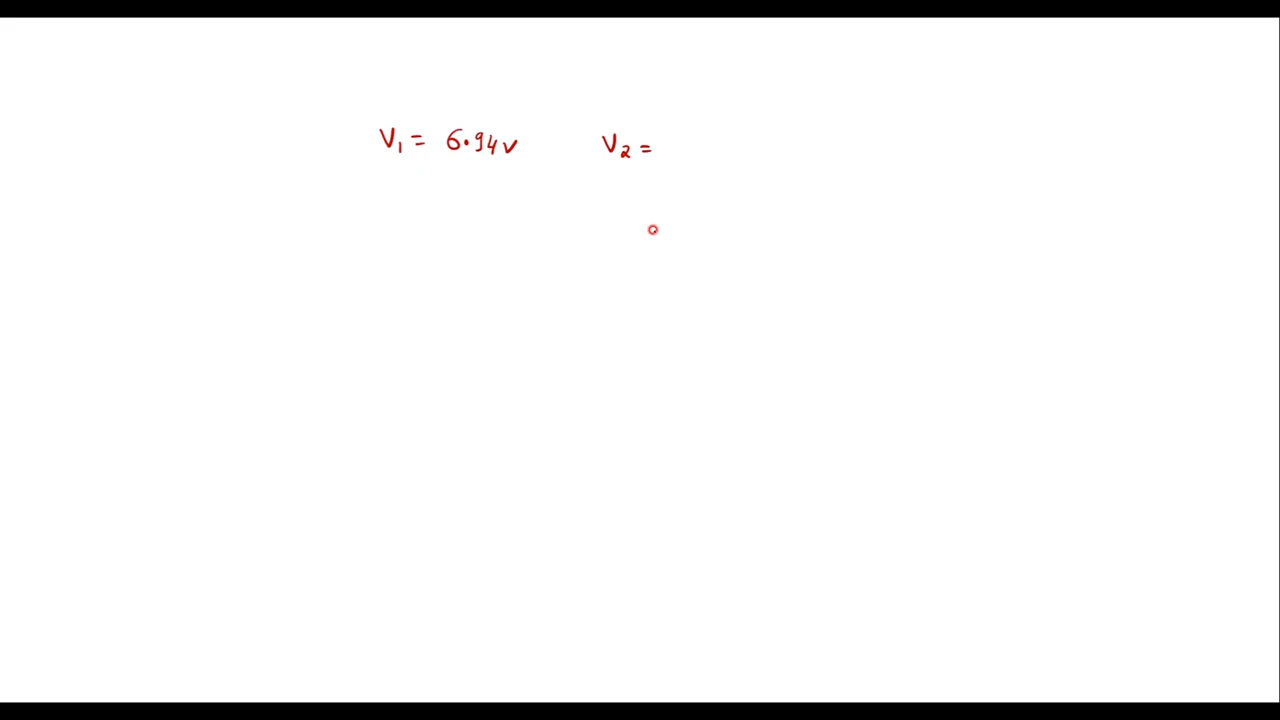 V₁ = 6.94v V₂ =